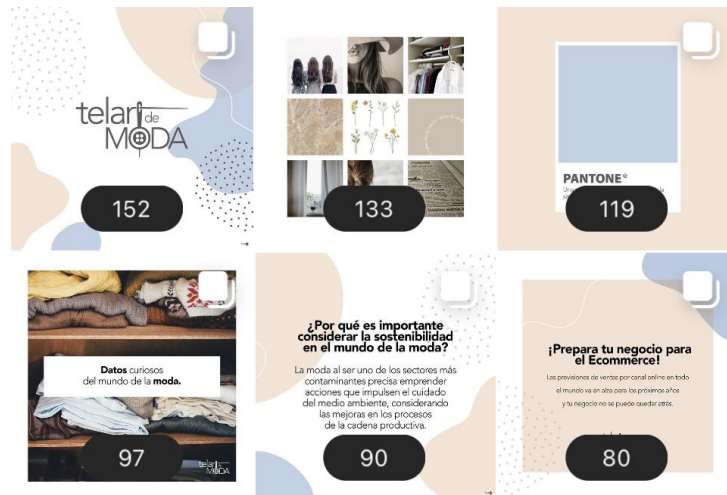 telar de
MODA
152
133
PANTONE®
119
Datos curiosos
del mundo de la moda.
telar de
MODA
97
¿Por qué es importante
considerar la sostenibilidad
en el mundo de la moda?
La moda al ser uno de los sectores más
contaminantes precisa emprender
acciones que impulsen el cuidado
del medio ambiente, considerando
las mejoras en los procesos
de la cadena productiva.
90
¡Prepara tu negocio para
el Ecommerce!
Las previsiones de ventas por canal online en todo
el mundo va en alza para los próximos años
y tu negocio no se puede quedar atrás.
80